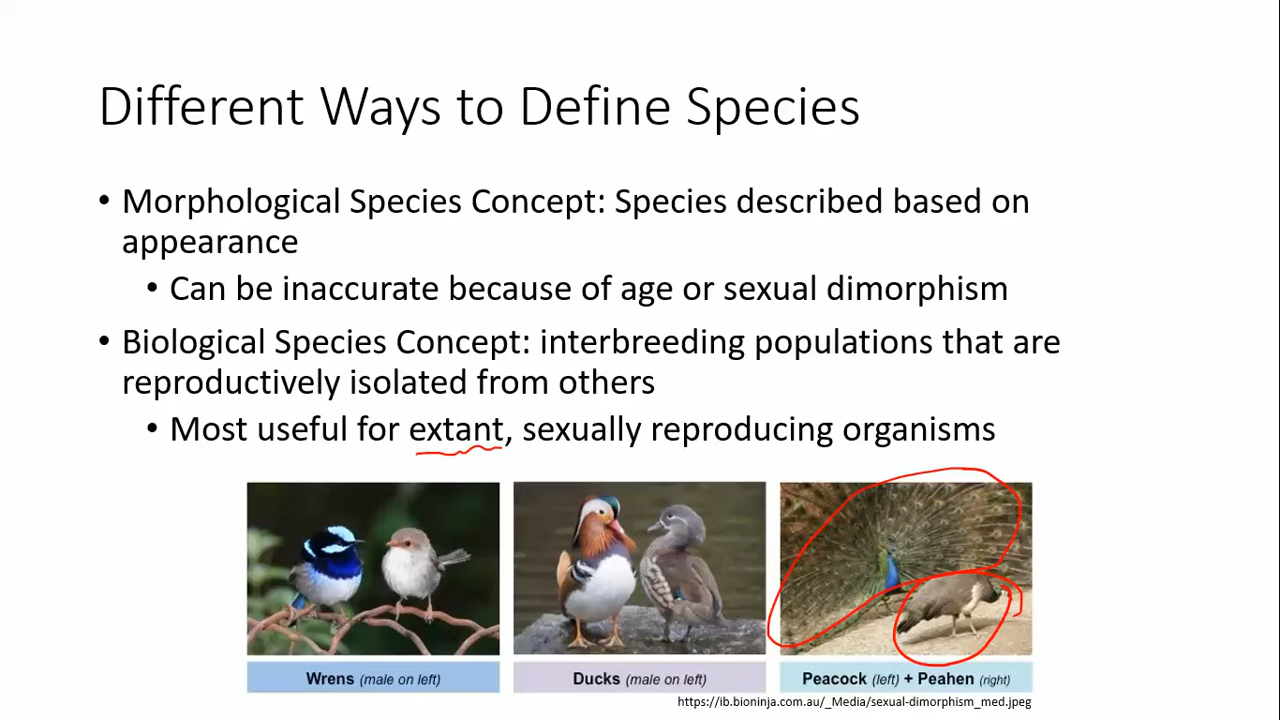 Different Ways to Define Species
• Morphological Species Concept: Species described based on
appearance
• Can be inaccurate because of age or sexual dimorphism
• Biological Species Concept: interbreeding populations that are
reproductively isolated from others
• Most useful for extant, sexually reproducing organisms
Wrens (male on left)
Ducks (male on left)
Peacock (left) + Peahen (right)
https://ib.bioninja.com.au/_Media/sexual-dimorphism_med.jpeg